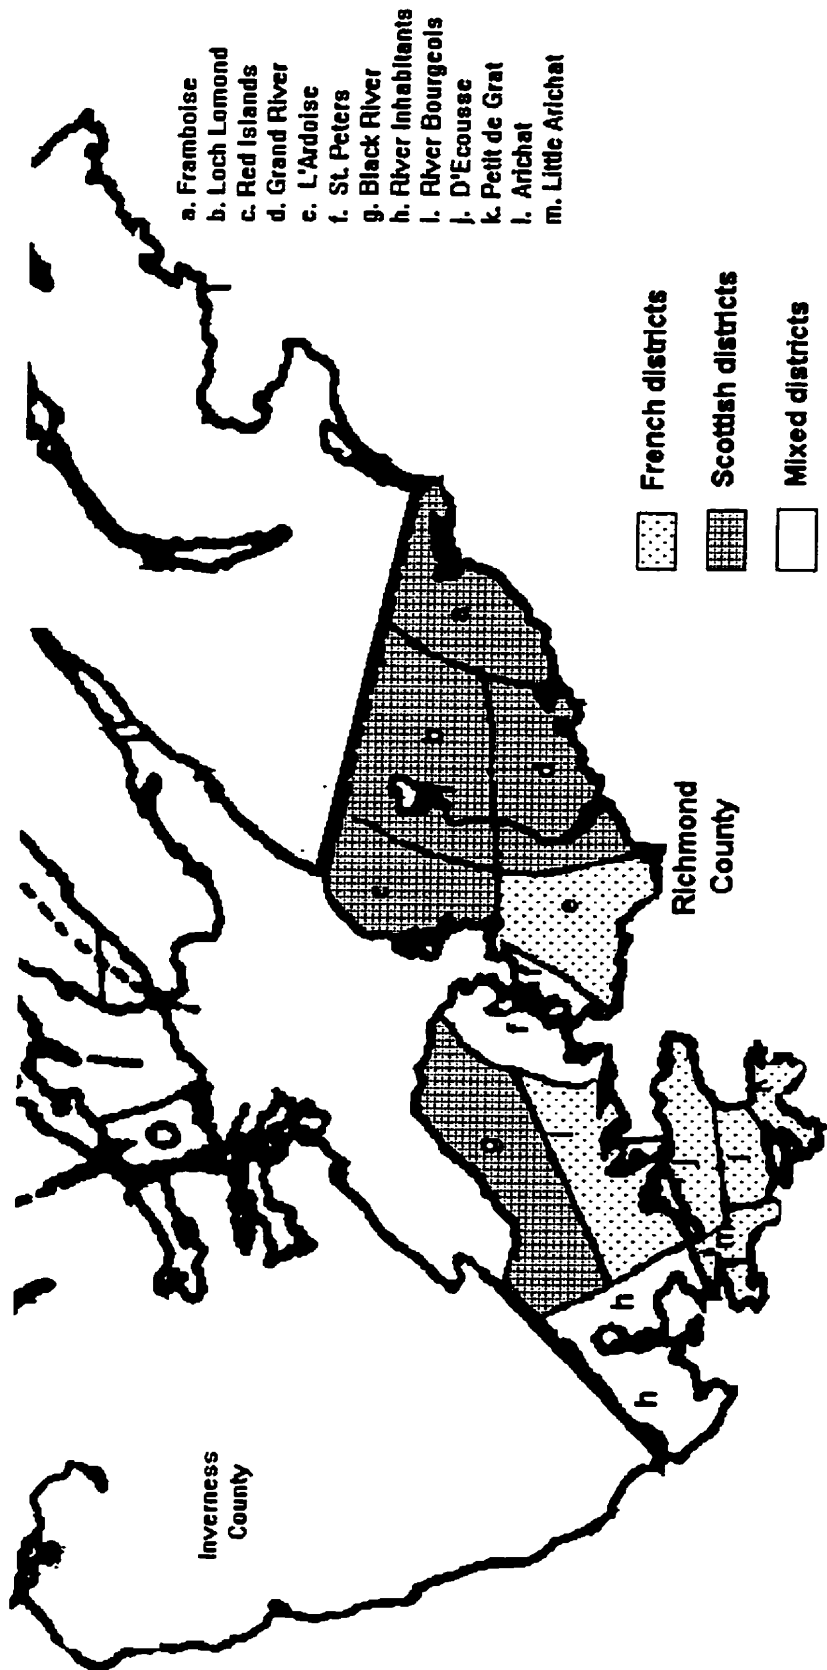 a. Framboise
b. Loch Lomond
c. Red Islands
d. Grand River
e. L'Ardoise
f. St. Peters
g. Black River
h. River Inhabitants
i. River Bourgeois
j. D'Ecousse
k. Petit de Grat
l. Arichat
m. Little Arichat
Inverness
County
g
f
f
c
b
a
d
e
h
h
i
j
m
Richmond
County
French districts
Scottish districts
Mixed districts